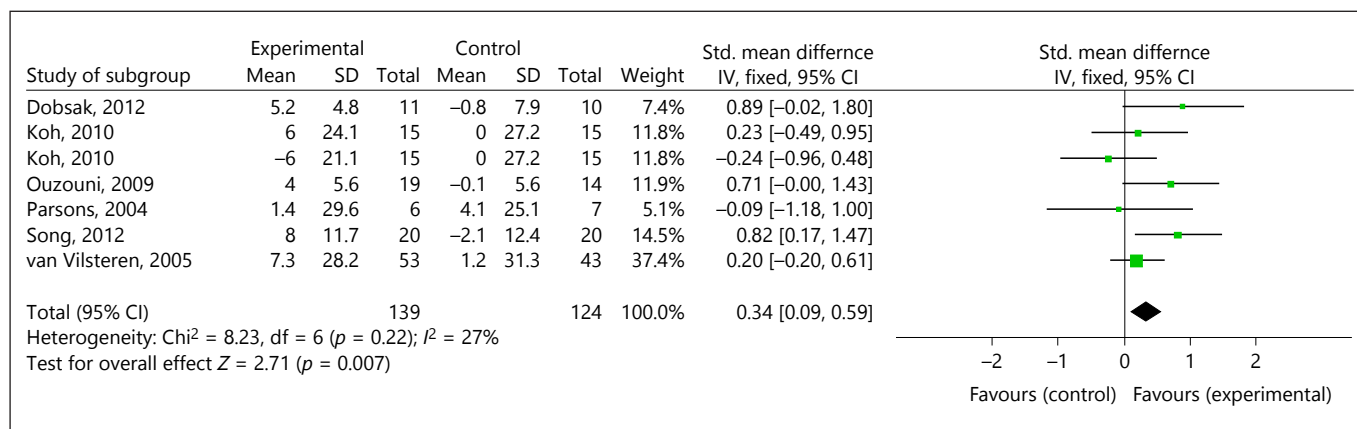 Experimental Control Std. mean differnce Std. mean differnce
Study of subgroup Mean SD Total Mean SD Total Weight IV, fixed, 95% CI IV, fixed, 95% CI
Dobsak, 2012 5.2 4.8 11 –0.8 7.9 10 7.4% 0.89 [–0.02, 1.80]
Koh, 2010 6 24.1 15 0 27.2 15 11.8% 0.23 [–0.49, 0.95]
Koh, 2010 –6 21.1 15 0 27.2 15 11.8% –0.24 [–0.96, 0.48]
Ouzouni, 2009 4 5.6 19 –0.1 5.6 14 11.9% 0.71 [–0.00, 1.43]
Parsons, 2004 1.4 29.6 6 4.1 25.1 7 5.1% –0.09 [–1.18, 1.00]
Song, 2012 8 11.7 20 –2.1 12.4 20 14.5% 0.82 [0.17, 1.47]
van Vilsteren, 2005 7.3 28.2 53 1.2 31.3 43 37.4% 0.20 [–0.20, 0.61]
Total (95% CI) 139 124 100.0% 0.34 [0.09, 0.59]
Heterogeneity: Chi² = 8.23, df = 6 (p = 0.22); I² = 27%
Test for overall effect Z = 2.71 (p = 0.007)
–2 –1 0 1 2
Favours (control) Favours (experimental)